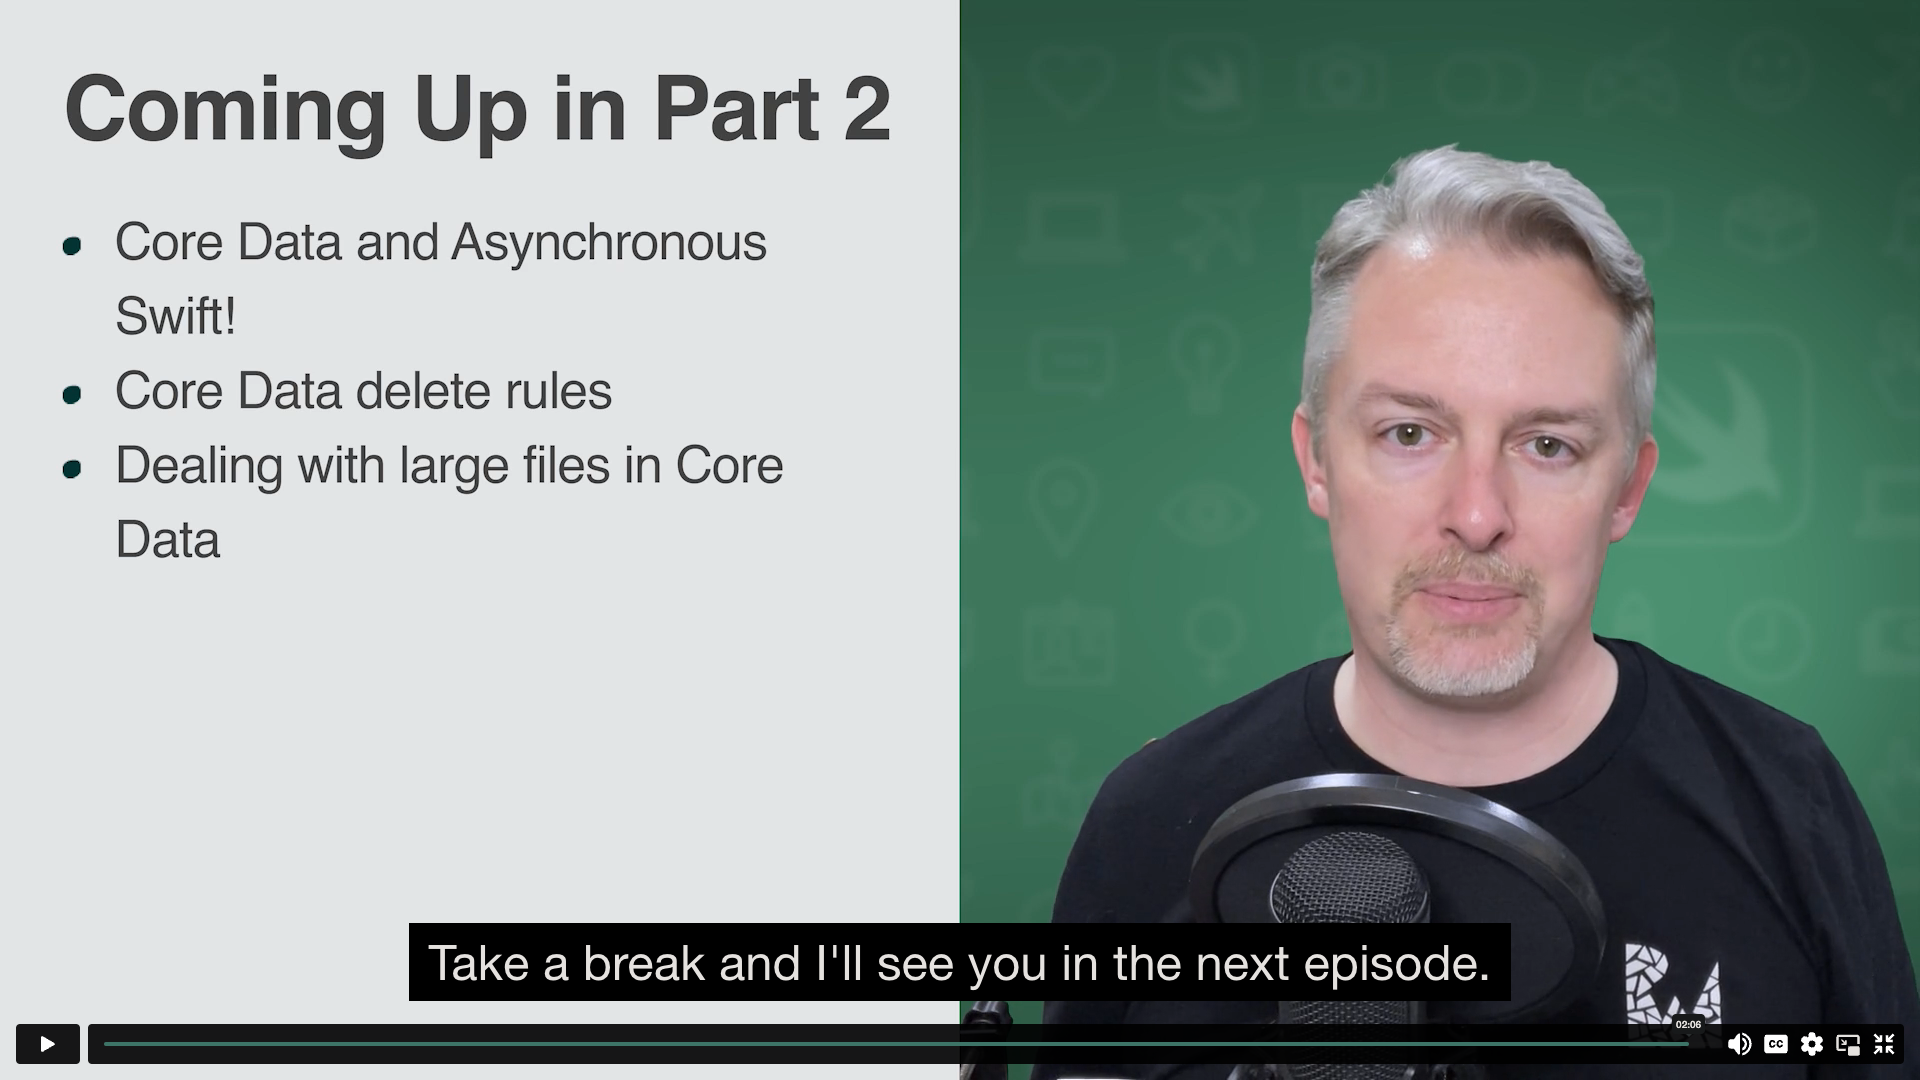 Coming Up in Part 2
Core Data and Asynchronous
Swift!
Core Data delete rules
Dealing with large files in Core
Data
Take a break and I'll see you in the next episode.
02:06
CC